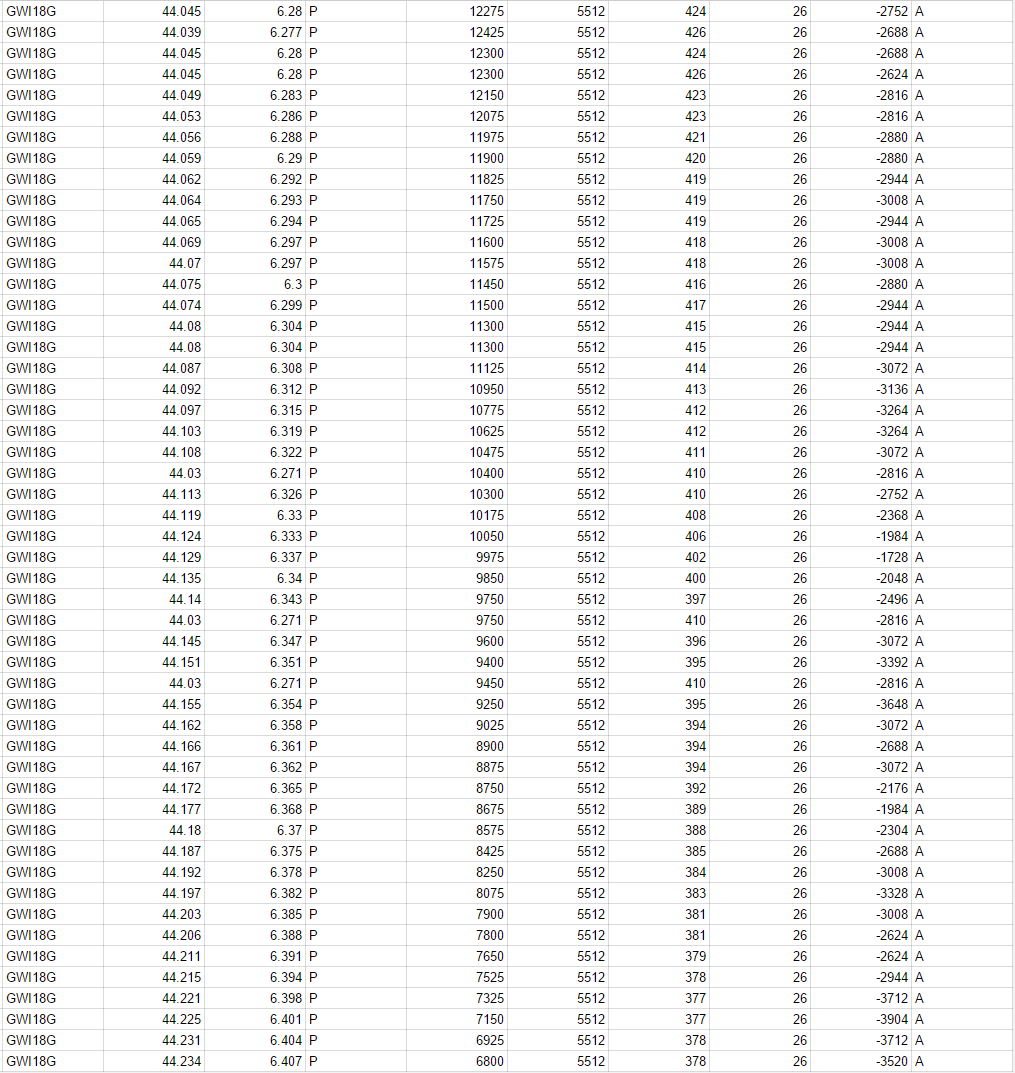 GWI18G 44.045 6.28 P 12275 5512 424 26 -2752 A
GWI18G 44.039 6.277 P 12425 5512 426 26 -2688 A
GWI18G 44.045 6.28 P 12300 5512 424 26 -2688 A
GWI18G 44.045 6.28 P 12300 5512 426 26 -2624 A
GWI18G 44.049 6.283 P 12150 5512 423 26 -2816 A
GWI18G 44.053 6.286 P 12075 5512 423 26 -2816 A
GWI18G 44.056 6.288 P 11975 5512 421 26 -2880 A
GWI18G 44.059 6.29 P 11900 5512 420 26 -2880 A
GWI18G 44.062 6.292 P 11825 5512 419 26 -2944 A
GWI18G 44.064 6.293 P 11750 5512 419 26 -3008 A
GWI18G 44.065 6.294 P 11725 5512 419 26 -2944 A
GWI18G 44.069 6.297 P 11600 5512 418 26 -3008 A
GWI18G 44.07 6.297 P 11575 5512 418 26 -3008 A
GWI18G 44.075 6.3 P 11450 5512 416 26 -2880 A
GWI18G 44.074 6.299 P 11500 5512 417 26 -2944 A
GWI18G 44.08 6.304 P 11300 5512 415 26 -2944 A
GWI18G 44.08 6.304 P 11300 5512 415 26 -2944 A
GWI18G 44.087 6.308 P 11125 5512 414 26 -3072 A
GWI18G 44.092 6.312 P 10950 5512 413 26 -3136 A
GWI18G 44.097 6.315 P 10775 5512 412 26 -3264 A
GWI18G 44.103 6.319 P 10625 5512 412 26 -3264 A
GWI18G 44.108 6.322 P 10475 5512 411 26 -3072 A
GWI18G 44.03 6.271 P 10400 5512 410 26 -2816 A
GWI18G 44.113 6.326 P 10300 5512 410 26 -2752 A
GWI18G 44.119 6.33 P 10175 5512 408 26 -2368 A
GWI18G 44.124 6.333 P 10050 5512 406 26 -1984 A
GWI18G 44.129 6.337 P 9975 5512 402 26 -1728 A
GWI18G 44.135 6.34 P 9850 5512 400 26 -2048 A
GWI18G 44.14 6.343 P 9750 5512 397 26 -2496 A
GWI18G 44.03 6.271 P 9750 5512 410 26 -2816 A
GWI18G 44.145 6.347 P 9600 5512 396 26 -3072 A
GWI18G 44.151 6.351 P 9400 5512 395 26 -3392 A
GWI18G 44.03 6.271 P 9450 5512 410 26 -2816 A
GWI18G 44.155 6.354 P 9250 5512 395 26 -3648 A
GWI18G 44.162 6.358 P 9025 5512 394 26 -3072 A
GWI18G 44.166 6.361 P 8900 5512 394 26 -2688 A
GWI18G 44.167 6.362 P 8875 5512 394 26 -3072 A
GWI18G 44.172 6.365 P 8750 5512 392 26 -2176 A
GWI18G 44.177 6.368 P 8675 5512 389 26 -1984 A
GWI18G 44.18 6.37 P 8575 5512 388 26 -2304 A
GWI18G 44.187 6.375 P 8425 5512 385 26 -2688 A
GWI18G 44.192 6.378 P 8250 5512 384 26 -3008 A
GWI18G 44.197 6.382 P 8075 5512 383 26 -3328 A
GWI18G 44.203 6.385 P 7900 5512 381 26 -3008 A
GWI18G 44.206 6.388 P 7800 5512 381 26 -2624 A
GWI18G 44.211 6.391 P 7650 5512 379 26 -2624 A
GWI18G 44.215 6.394 P 7525 5512 378 26 -2944 A
GWI18G 44.221 6.398 P 7325 5512 377 26 -3712 A
GWI18G 44.225 6.401 P 7150 5512 377 26 -3904 A
GWI18G 44.231 6.404 P 6925 5512 378 26 -3712 A
GWI18G 44.234 6.407 P 6800 5512 378 26 -3520 A